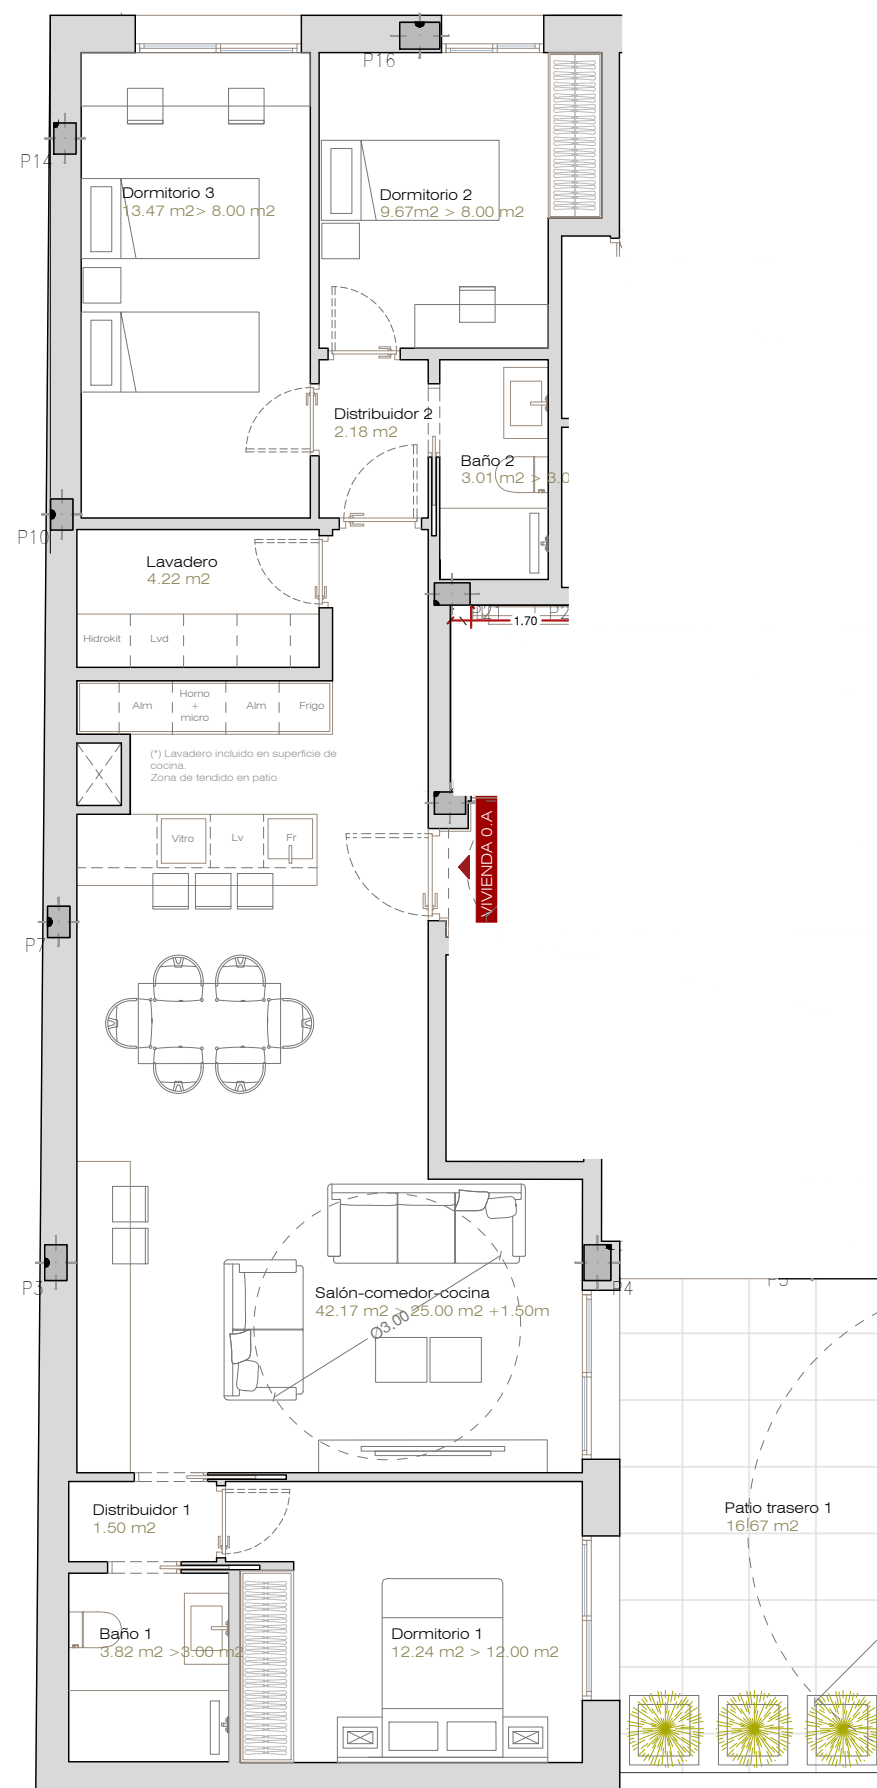 P16
P14
Dormitorio 3
13.47 m2> 8.00 m2
Dormitorio 2
9.67m2 > 8.00 m2
Distribuidor 2
2.18 m2
Baño 2
3.01 m2 > 3.0
P10
Lavadero
4.22 m2
Hidrokit
Lvd
1.70
Alm
Horno
+
micro
Alm
Frigo
(*) Lavadero incluido en superficie de
cocina.
Zona de tendido en patio
Vitro
Lv
Fr
VIVIENDA 0.A
P7
P3
P4
Salón-comedor-cocina
42.17 m2 > 25.00 m2 +1.50m
Ø3.00
Distribuidor 1
1.50 m2
Patio trasero 1
16.67 m2
Baño 1
3.82 m2 >3.00 m2
Dormitorio 1
12.24 m2 > 12.00 m2